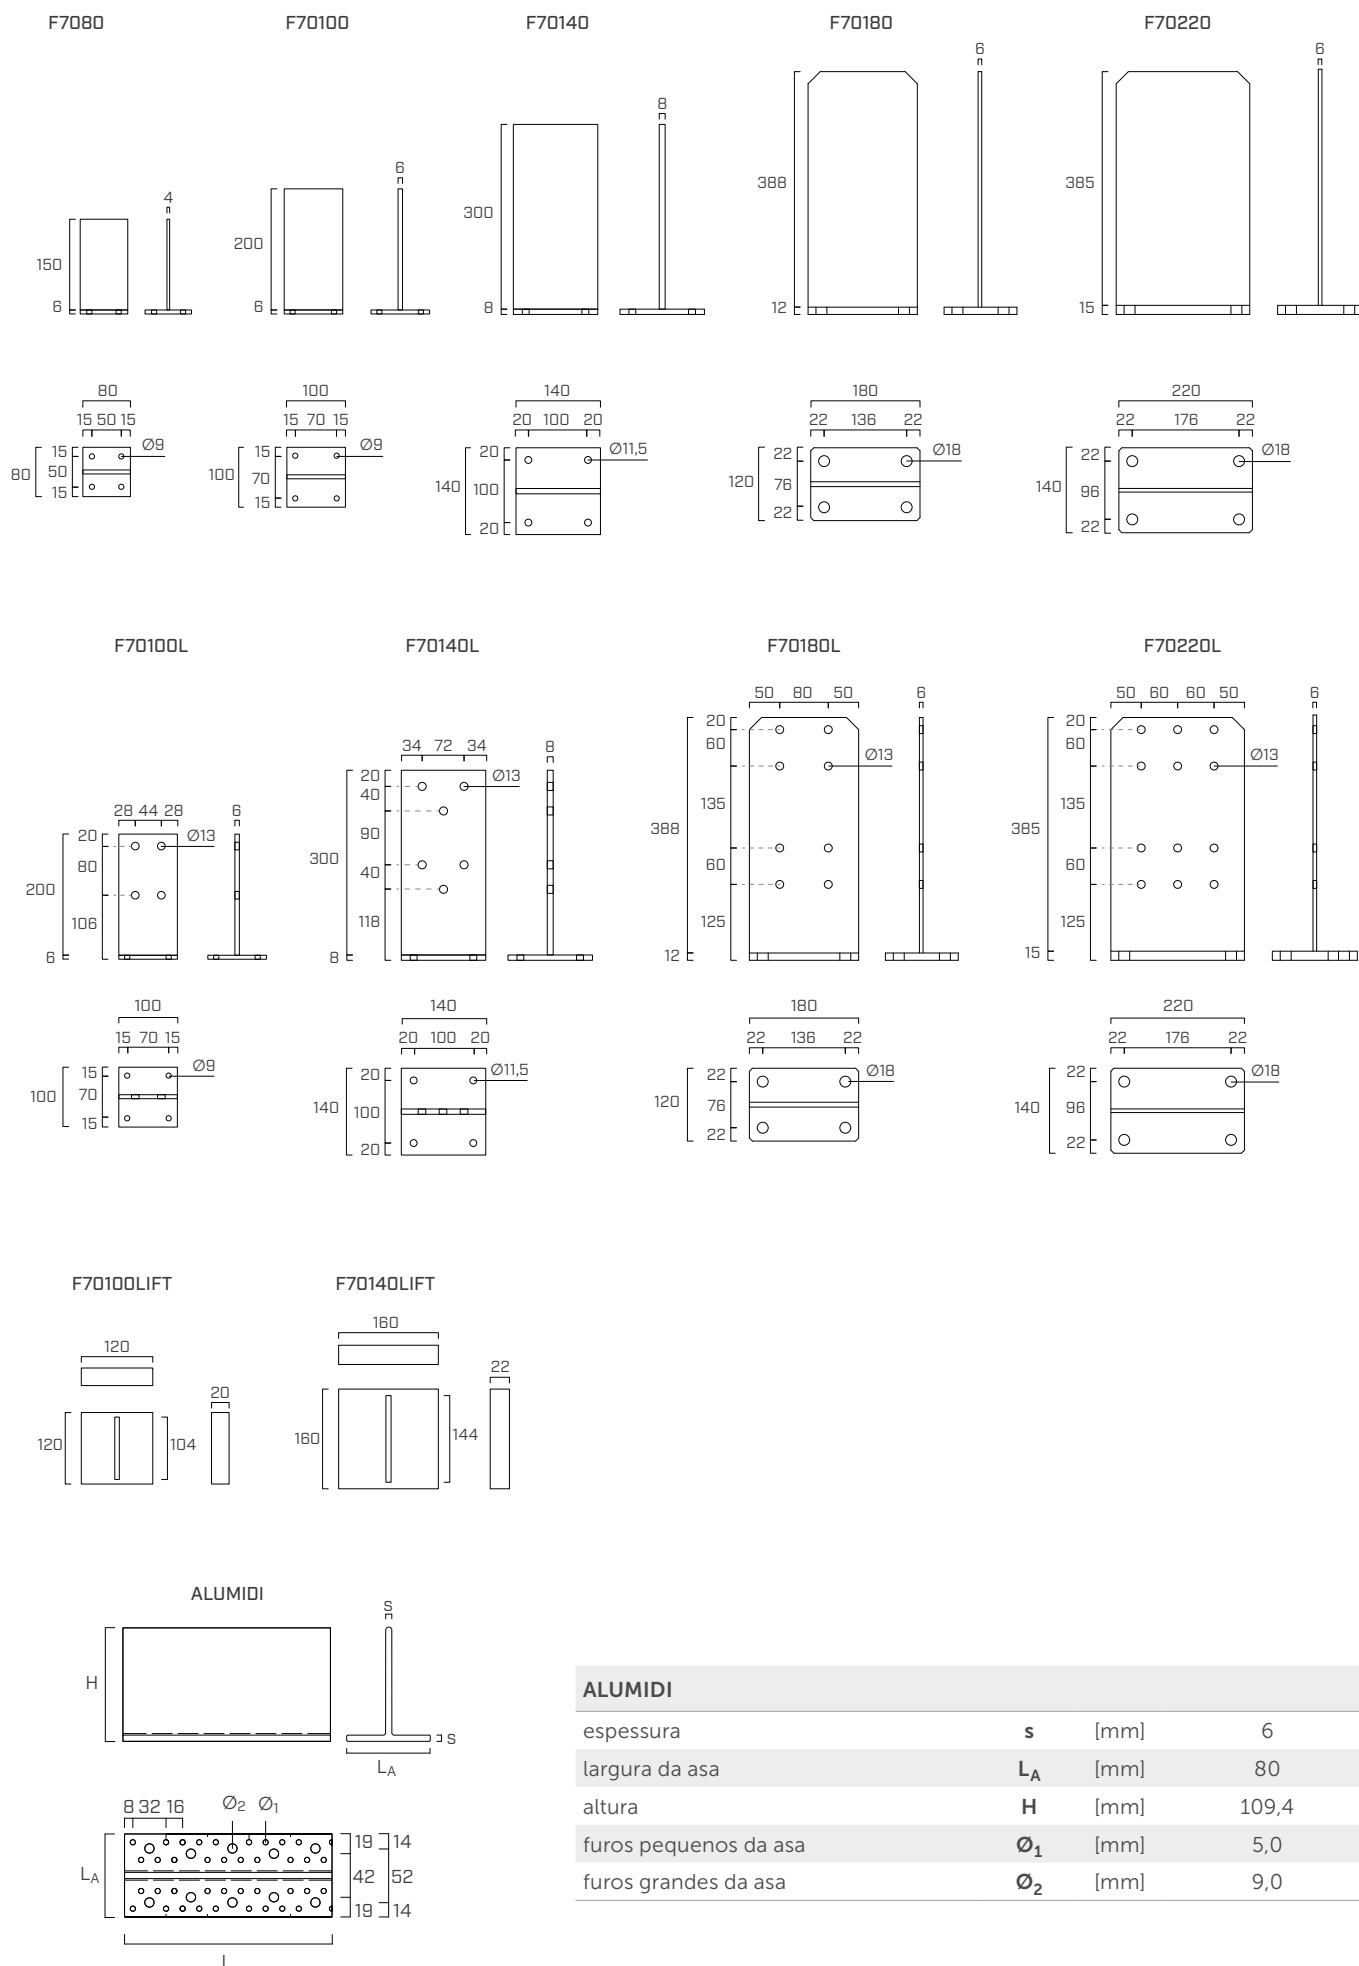 F7080 F70100 F70140 F70180 F70220
4
150
6
6
200
6
8
300
8
6
388
12
6
385
15
80
15 50 15
80
15
50
15
Ø9
100
15 70 15
100
15
70
15
Ø9
140
20 100 20
140
20
100
20
Ø11,5
180
22 136 22
120
22
76
22
Ø18
220
22 176 22
140
22
96
22
Ø18
F70100L F70140L F70180L F70220L
28 44 28
6
20
80
106
200
6
Ø13
34 72 34
8
20
40
90
40
118
300
8
Ø13
50 80 50
6
20
60
135
60
125
388
12
Ø13
50 60 60 50
6
20
60
135
60
125
385
15
Ø13
100
15 70 15
100
15
70
15
Ø9
140
20 100 20
140
20
100
20
Ø11,5
180
22 136 22
120
22
76
22
Ø18
220
22 176 22
140
22
96
22
Ø18
F70100LIFT F70140LIFT
120
20
120
104
160
22
160
144
ALUMIDI
H
s
s
LA
8 32 16 Ø2 Ø1
LA
19
42
19
14
52
14
ALUMIDI
espessura s [mm] 6
largura da asa LA [mm] 80
altura H [mm] 109,4
furos pequenos da asa Ø1 [mm] 5,0
furos grandes da asa Ø2 [mm] 9,0